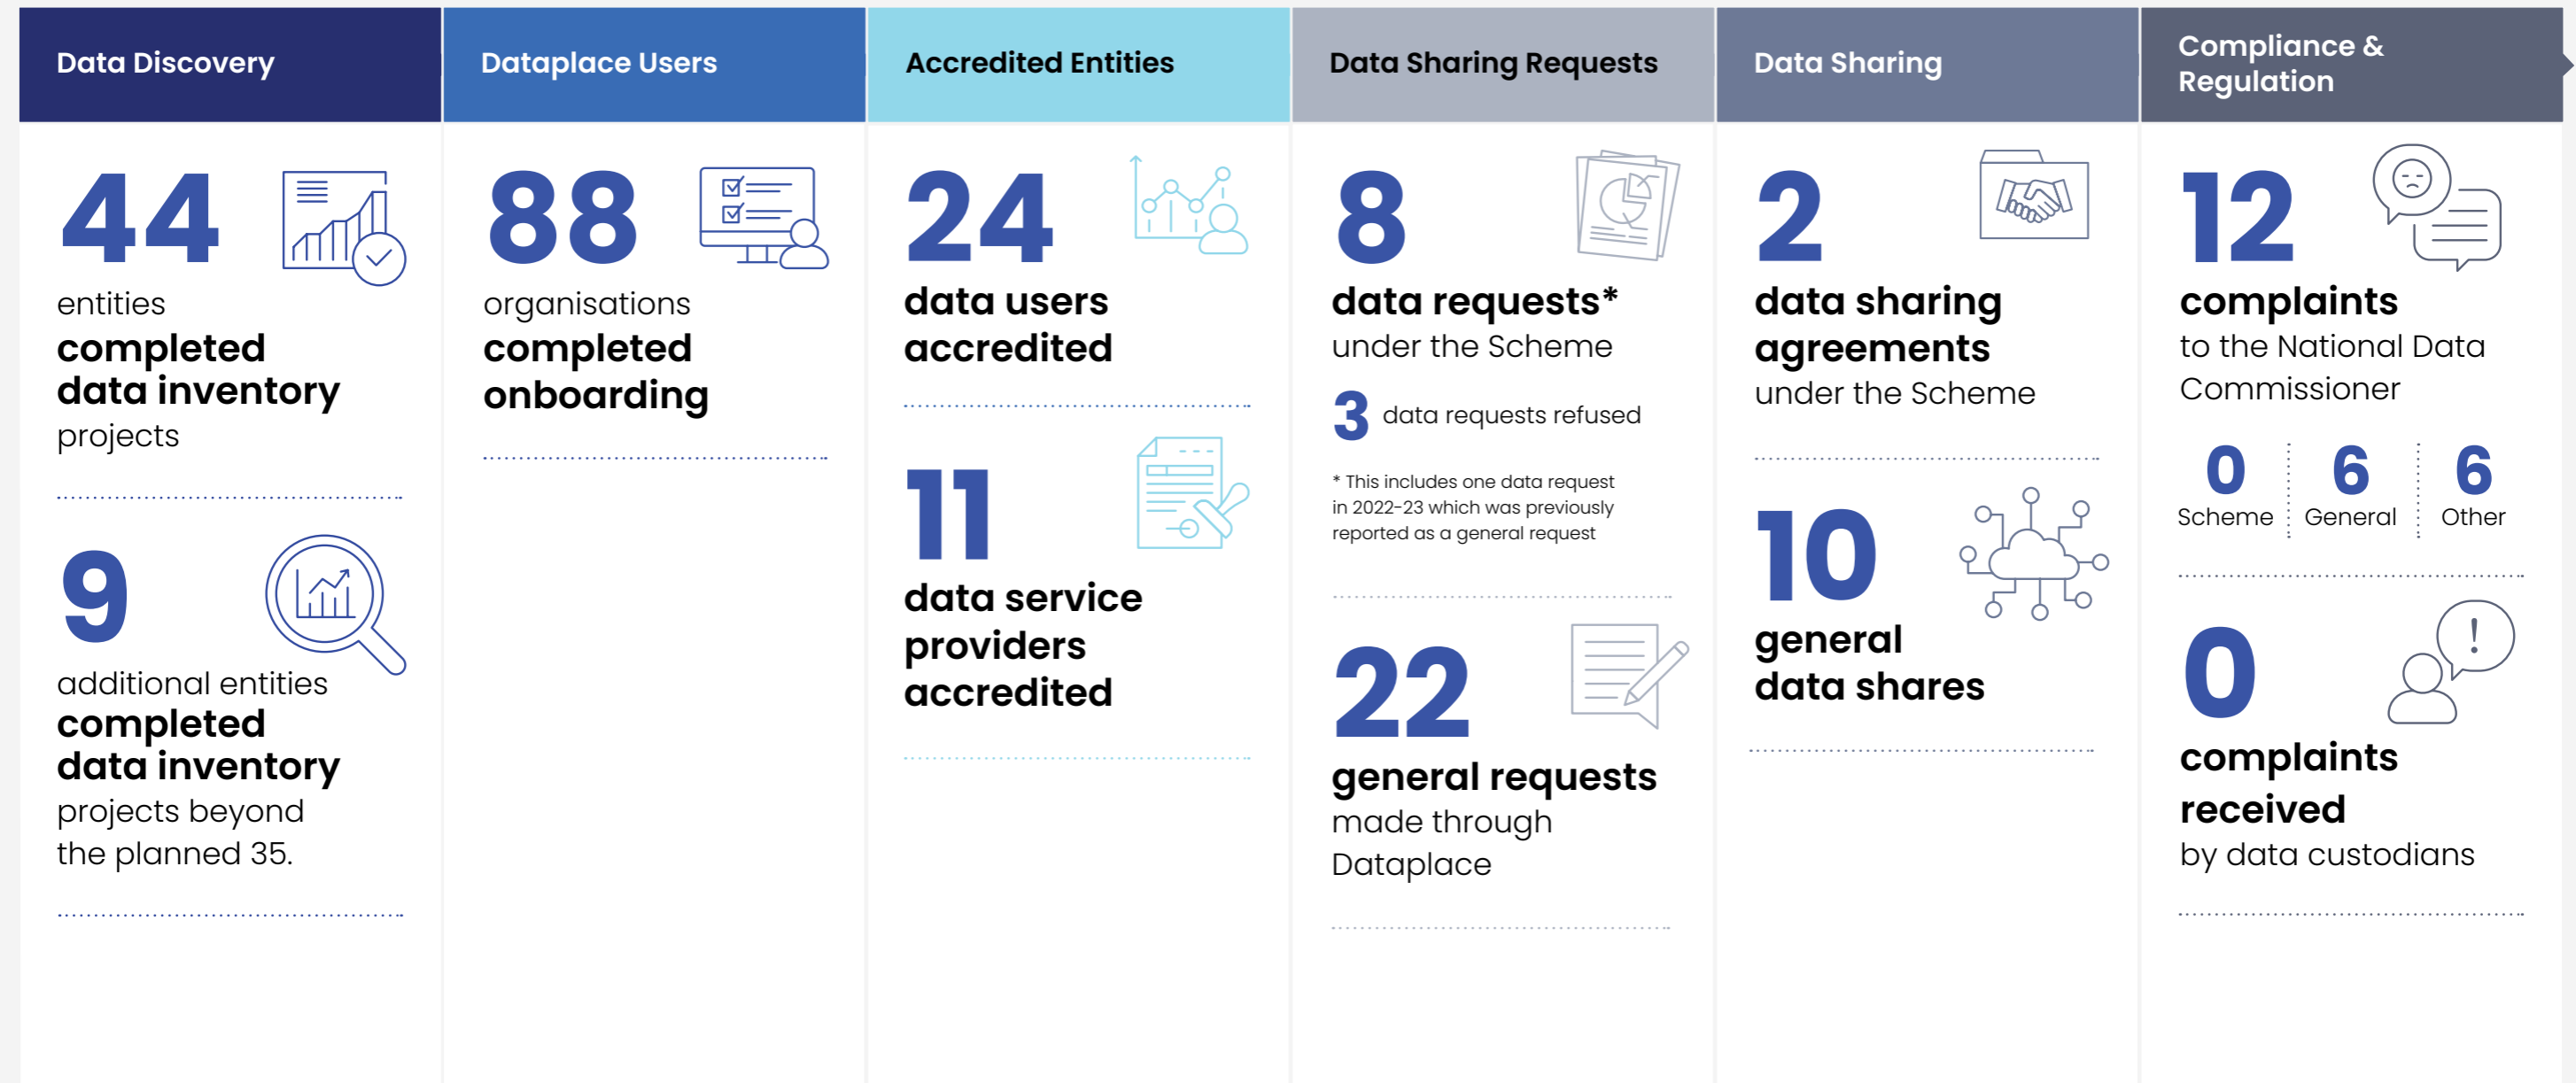 Data Discovery
44
entities
completed
data inventory
projects
9
additional entities
completed
data inventory
projects beyond
the planned 35.
Dataplace Users
88
organisations
completed
onboarding
Accredited Entities
24
data users
accredited
11
data service
providers
accredited
Data Sharing Requests
8
data requests*
under the Scheme
3 data requests refused
* This includes one data request
in 2022-23 which was previously
reported as a general request
22
general requests
made through
Dataplace
Data Sharing
2
data sharing
agreements
under the Scheme
10
general
data shares
Compliance &
Regulation
12
complaints
to the National Data
Commissioner
0 6 6
Scheme General Other
0
complaints
received
by data custodians